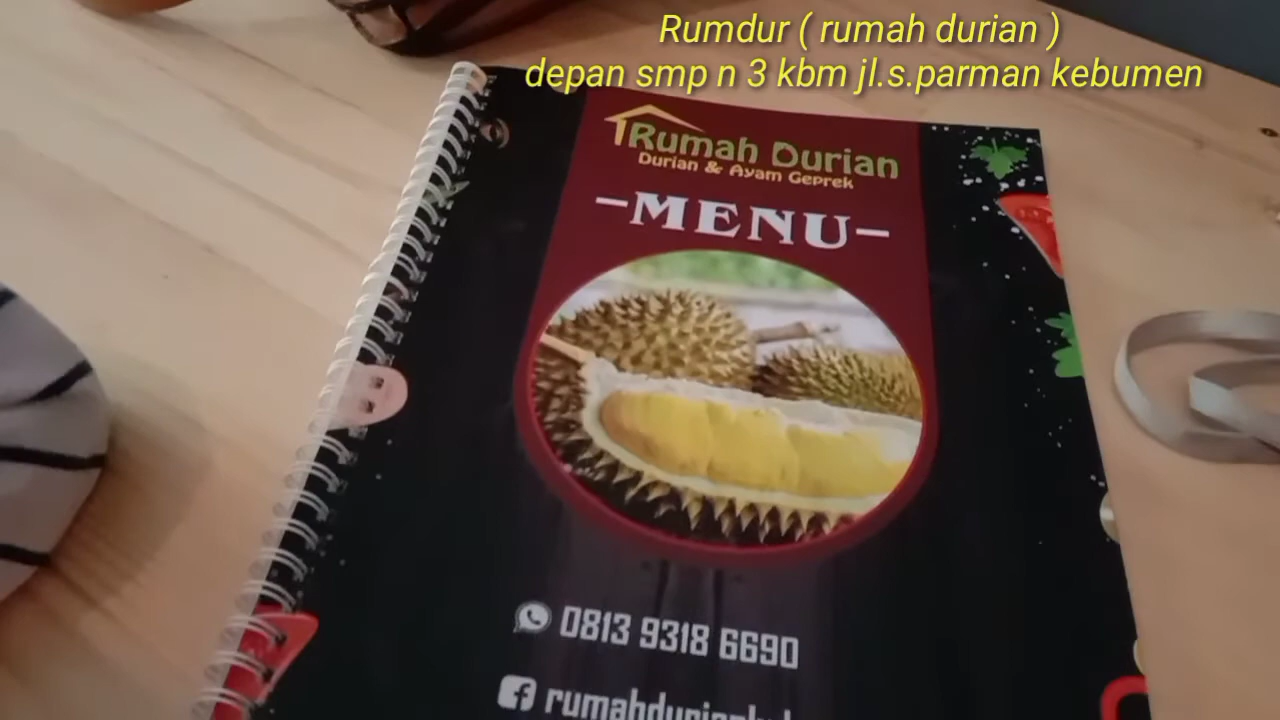 Rumdur ( rumah durian )
depan smp n 3 kbm jl.s.parman kebumen
Rumah Durian
Durian & Ayam Geprek
-MENU-
0813 9318 6690